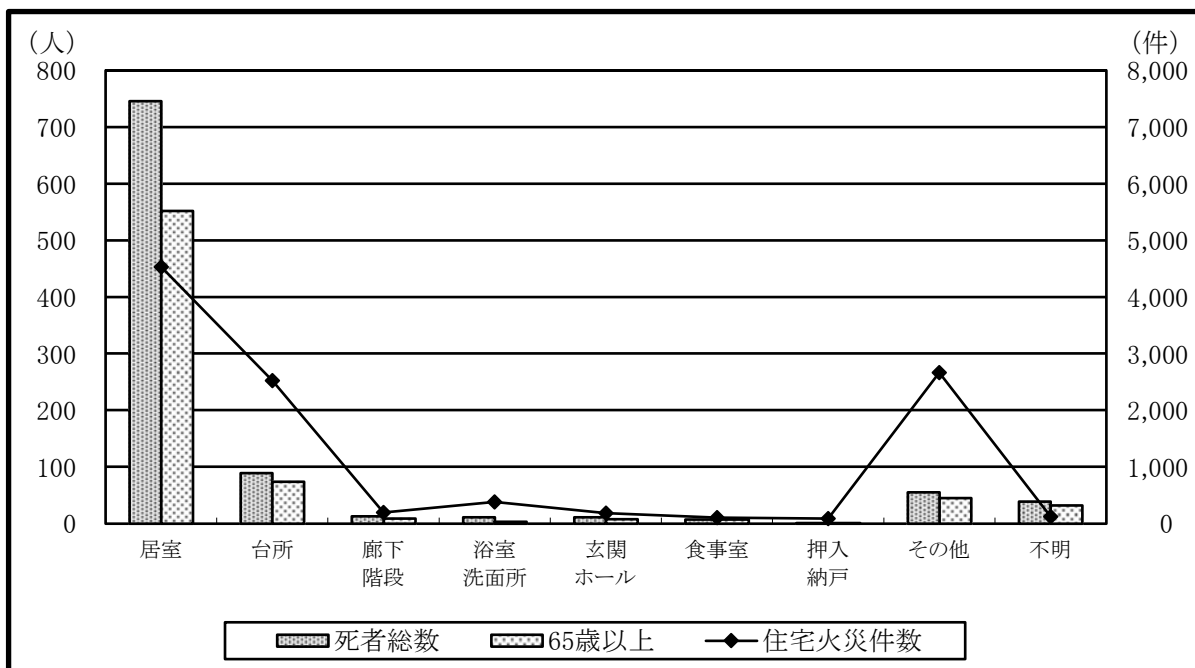 （人）
（件）
800
700
600
500
400
300
200
100
0
8,000
7,000
6,000
5,000
4,000
3,000
2,000
1,000
0
居室
台所
廊下
階段
浴室
洗面所
玄関
ホール
食事室
押入
納戸
その他
不明
死者総数 65歳以上 住宅火災件数